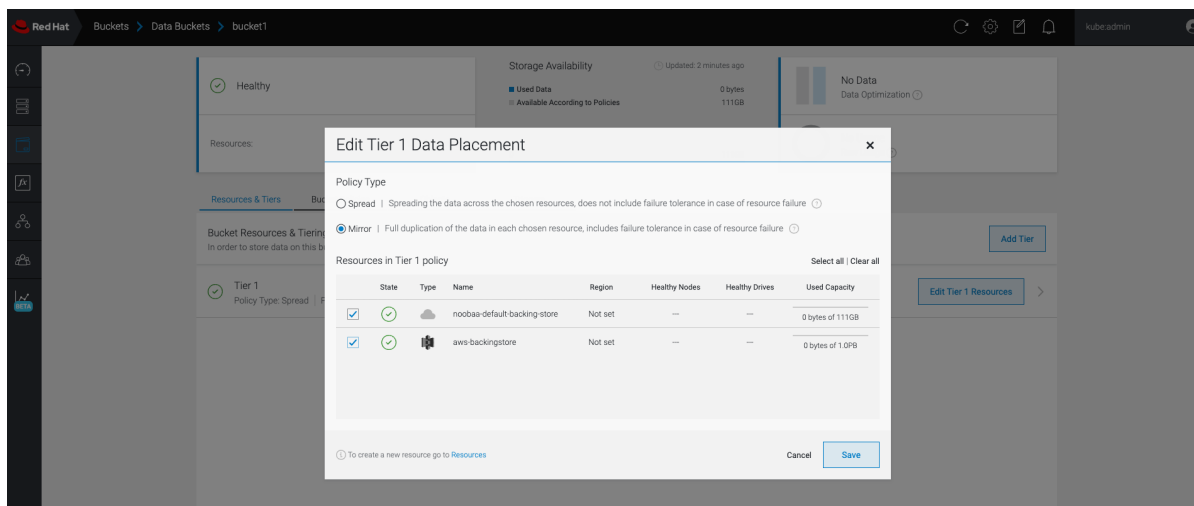 Red Hat Buckets > Data Buckets > bucket1 kube:admin
Healthy
Storage Availability
Updated: 2 minutes ago
Used Data 0 bytes
Available According to Policies 111GB
No Data
Data Optimization
Resources:
Resources & Tiers
Bucket Resources & Tiering
In order to store data on this
Add Tier
Tier 1
Policy Type: Spread |
Edit Tier 1 Resources
BETA
Edit Tier 1 Data Placement
Policy Type
Spread | Spreading the data across the chosen resources, does not include failure tolerance in case of resource failure
Mirror | Full duplication of the data in each chosen resource, includes failure tolerance in case of resource failure
Resources in Tier 1 policy Select all | Clear all
State Type Name Region Healthy Nodes Healthy Drives Used Capacity
noobaa-default-backing-store Not set — — 0 bytes of 111GB
aws-backingstore Not set — — 0 bytes of 1.0PB
To create a new resource go to Resources
Cancel Save